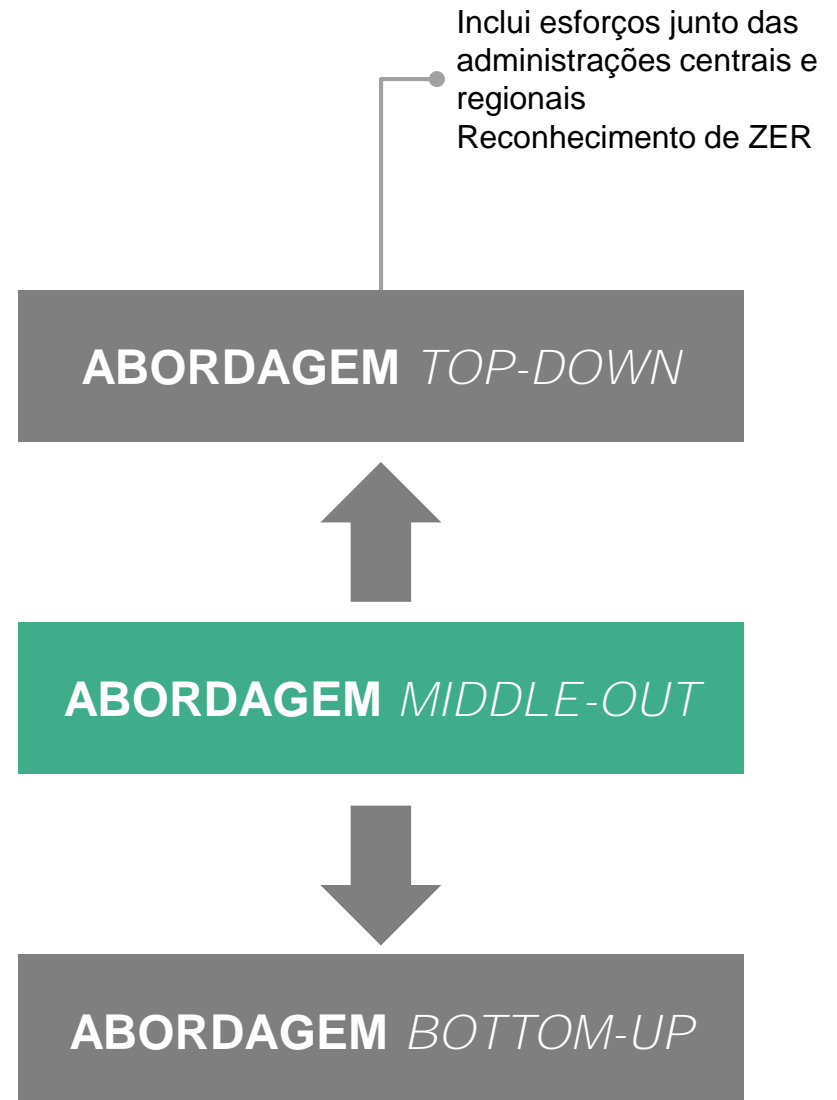 Inclui esforços junto das
administrações centrais e
regionais
Reconhecimento de ZER
ABORDAGEM TOP-DOWN
ABORDAGEM MIDDLE-OUT
ABORDAGEM BOTTOM-UP